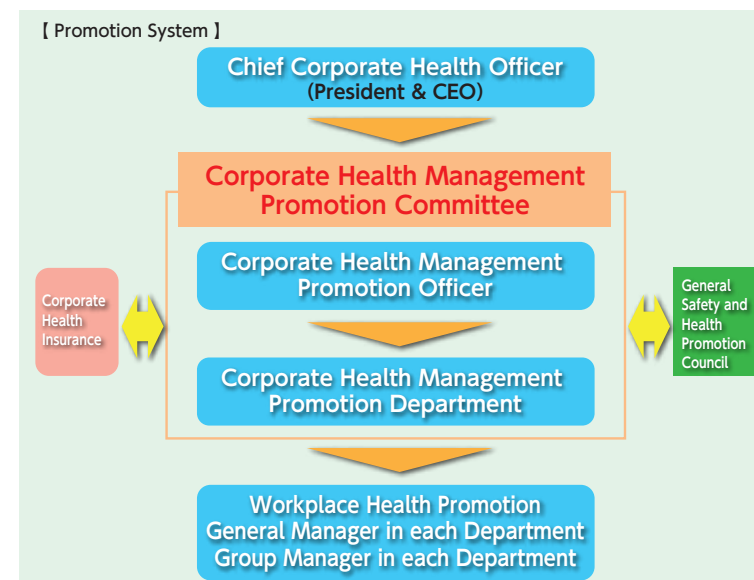 【 Promotion System 】
Chief Corporate Health Officer
(President & CEO)
Corporate Health Management
Promotion Committee
Corporate Health Management
Promotion Officer
Corporate
Health
Insurance
General
Safety and
Health
Promotion
Council
Corporate Health Management
Promotion Department
Workplace Health Promotion
General Manager in each Department
Group Manager in each Department